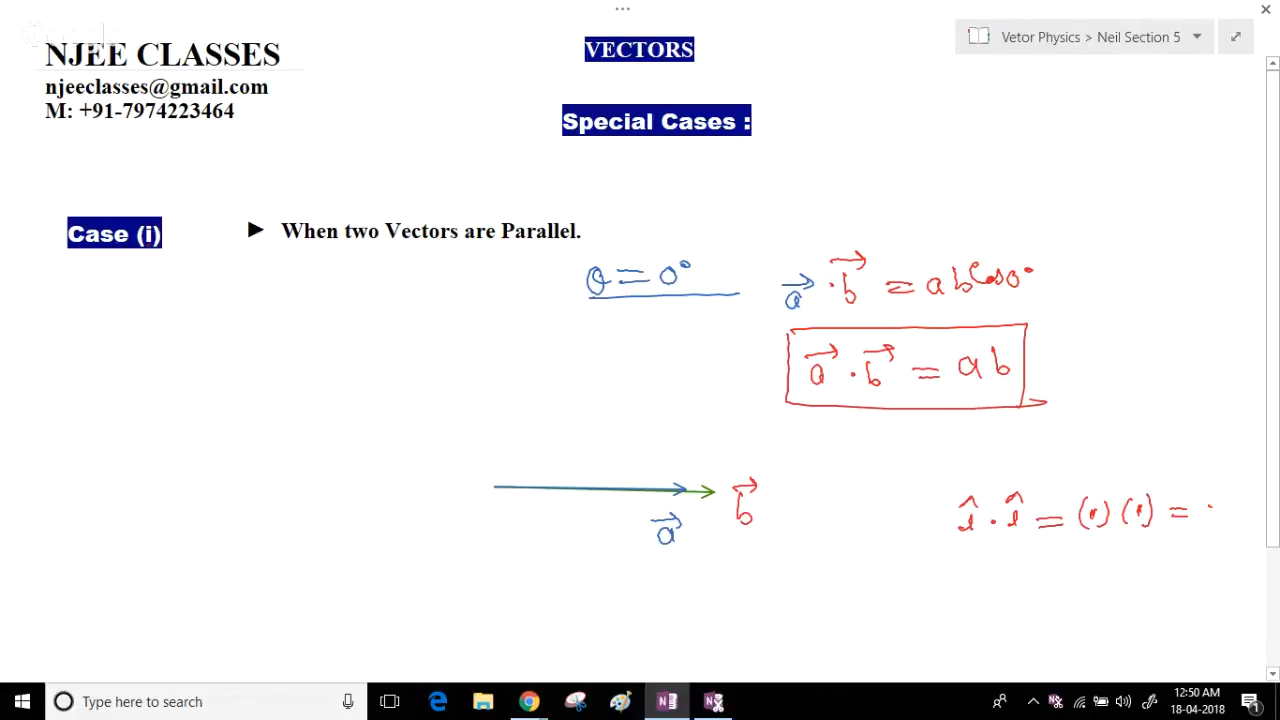 NJEE CLASSES
njeeclasses@gmail.com
M: +91-7974223464
VECTORS
Vetor Physics > Neil Section 5
Special Cases :
Case (i)
► When two Vectors are Parallel.
θ = 0°
a⃗ · b⃗ = ab Cos 0°
a⃗ · b⃗ = ab
a⃗
b⃗
î · î = (1) (1) =
Type here to search
12:50 AM
18-04-2018
1